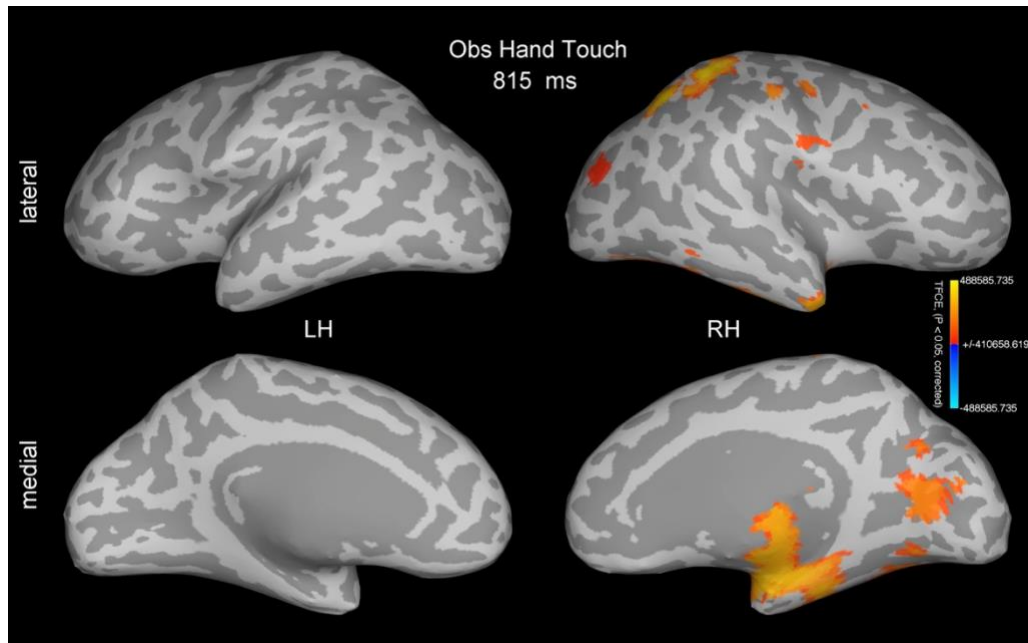 Obs Hand Touch
815 ms
lateral
LH
RH
medial
TFCE, (P < 0.05, corrected)
488585.735
+/-410658.619
-488585.735